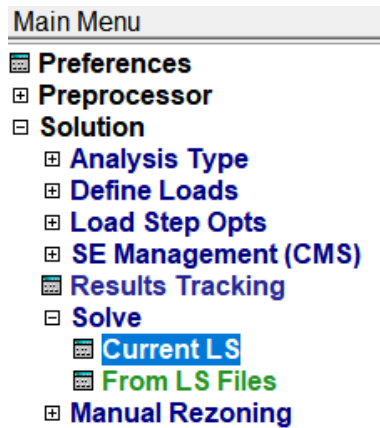 Main Menu
Preferences
Preprocessor
Solution
Analysis Type
Define Loads
Load Step Opts
SE Management (CMS)
Results Tracking
Solve
Current LS
From LS Files
Manual Rezoning